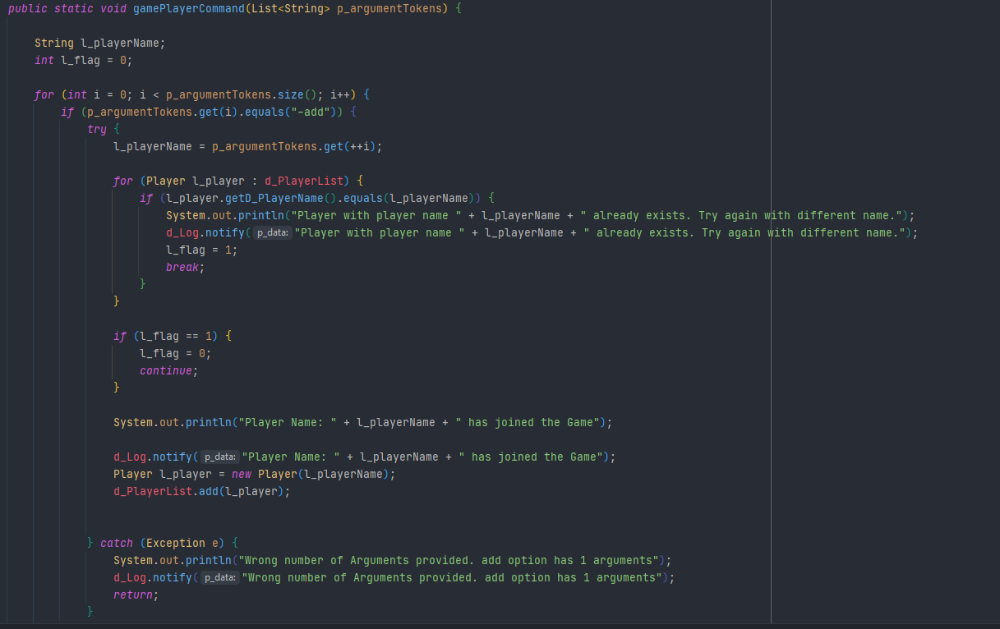 public static void gamePlayerCommand(List<String> p_argumentTokens) {
String l_playerName;
int l_flag = 0;
for (int i = 0; i < p_argumentTokens.size(); i++) {
if (p_argumentTokens.get(i).equals("-add")) {
try {
l_playerName = p_argumentTokens.get(++i);
for (Player l_player : d_PlayerList) {
if (l_player.getD_PlayerName().equals(l_playerName)) {
System.out.println("Player with player name " + l_playerName + " already exists. Try again with different name.");
d_Log.notify( p_data: "Player with player name " + l_playerName + " already exists. Try again with different name.");
l_flag = 1;
break;
}
}
if (l_flag == 1) {
l_flag = 0;
continue;
}
System.out.println("Player Name: " + l_playerName + " has joined the Game");
d_Log.notify( p_data: "Player Name: " + l_playerName + " has joined the Game");
Player l_player = new Player(l_playerName);
d_PlayerList.add(l_player);
} catch (Exception e) {
System.out.println("Wrong number of Arguments provided. add option has 1 arguments");
d_Log.notify( p_data: "Wrong number of Arguments provided. add option has 1 arguments");
return;
}